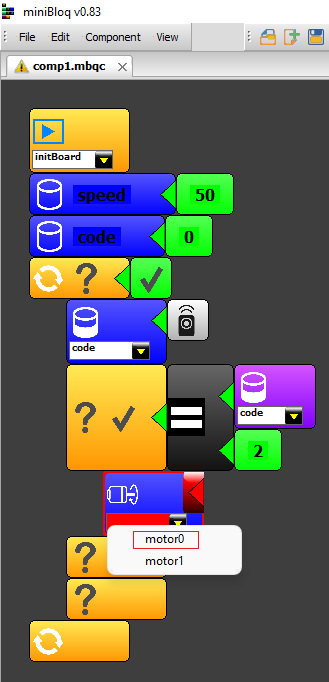 miniBloq v0.83
File Edit Component View
comp1.mbqc
initBoard
speed 50
code 0
code
code
2
motor0
motor1